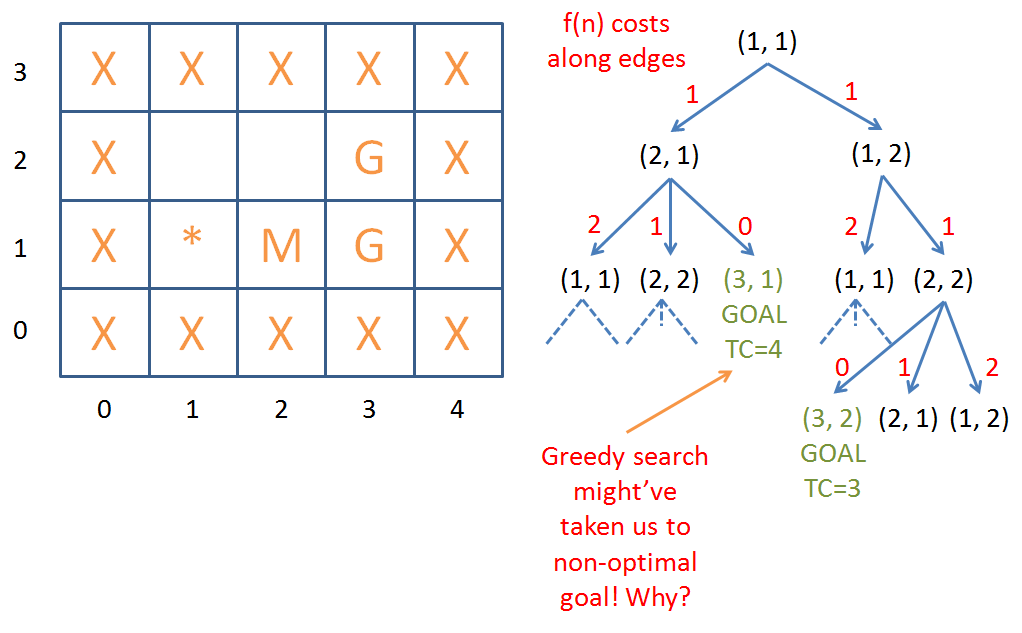 3 X X X X X
2 X G X
1 X * M G X
0 X X X X X
0 1 2 3 4
f(n) costs
along edges
(1, 1)
1 1
(2, 1) (1, 2)
2 1 0 2 1
(1, 1) (2, 2) (3, 1) (1, 1) (2, 2)
GOAL
TC=4
0 1 2
(3, 2) (2, 1) (1, 2)
GOAL
TC=3
Greedy search
might’ve
taken us to
non-optimal
goal! Why?